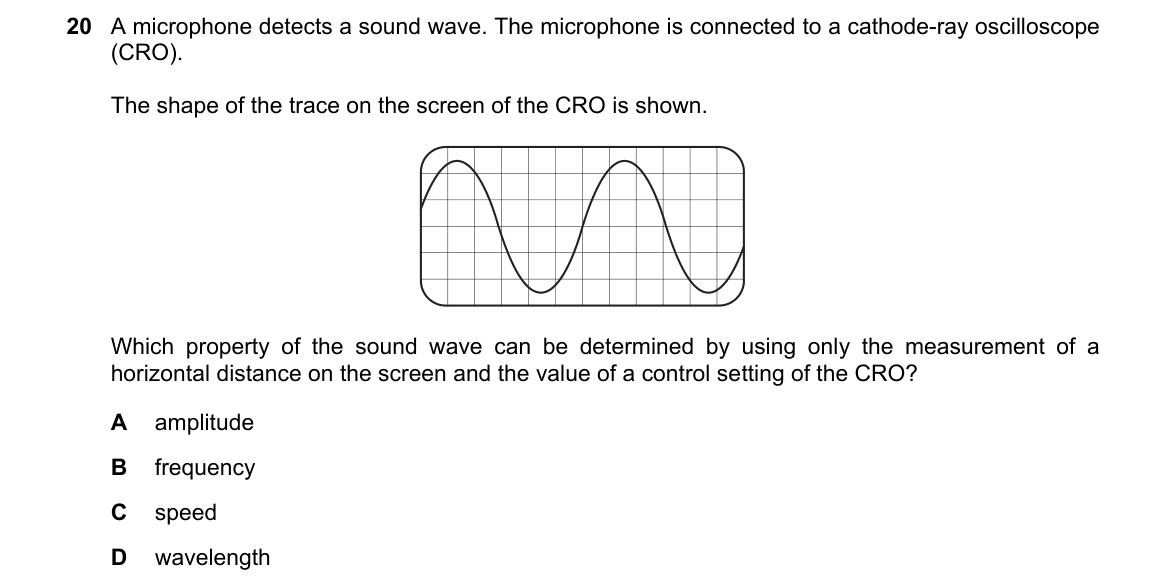 20 A microphone detects a sound wave. The microphone is connected to a cathode-ray oscilloscope
(CRO).
The shape of the trace on the screen of the CRO is shown.
Which property of the sound wave can be determined by using only the measurement of a
horizontal distance on the screen and the value of a control setting of the CRO?
A amplitude
B frequency
C speed
D wavelength